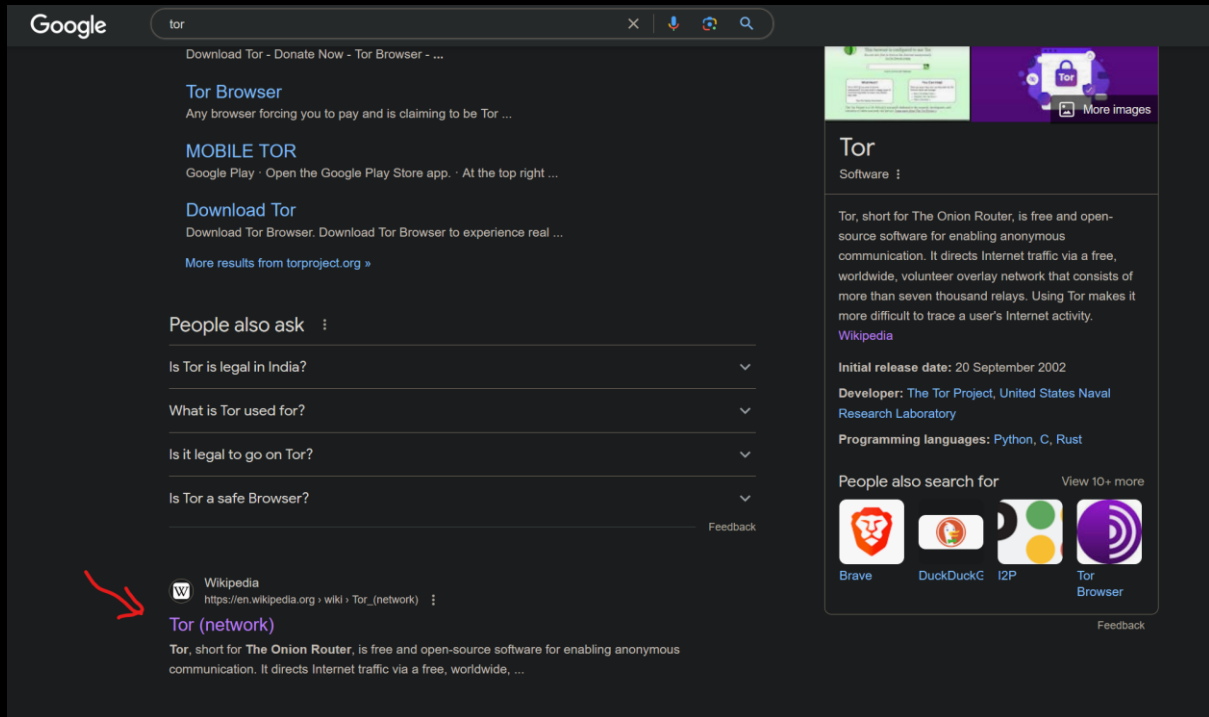 Google
tor
Download Tor - Donate Now - Tor Browser - ...
Tor Browser
Any browser forcing you to pay and is claiming to be Tor ...
MOBILE TOR
Google Play · Open the Google Play Store app. · At the top right ...
Download Tor
Download Tor Browser. Download Tor Browser to experience real ...
More results from torproject.org »
People also ask
Is Tor is legal in India?
What is Tor used for?
Is it legal to go on Tor?
Is Tor a safe Browser?
Feedback
W
Wikipedia
https://en.wikipedia.org › wiki › Tor_(network)
Tor (network)
Tor, short for The Onion Router, is free and open-source software for enabling anonymous
communication. It directs Internet traffic via a free, worldwide, ...
Tor
More images
Tor
Software
Tor, short for The Onion Router, is free and open-
source software for enabling anonymous
communication. It directs Internet traffic via a free,
worldwide, volunteer overlay network that consists of
more than seven thousand relays. Using Tor makes it
more difficult to trace a user's Internet activity.
Wikipedia
Initial release date: 20 September 2002
Developer: The Tor Project, United States Naval
Research Laboratory
Programming languages: Python, C, Rust
People also search for
View 10+ more
Brave
DuckDuckG
I2P
Tor
Browser
Feedback